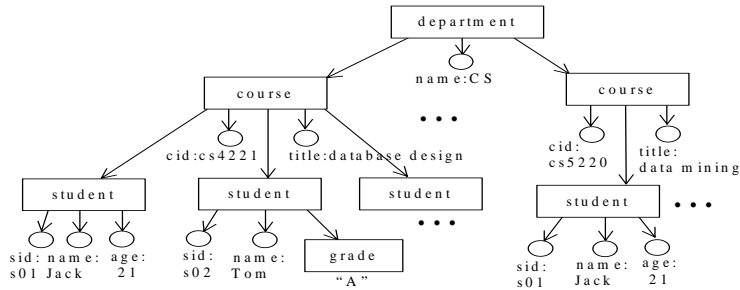 department
name:CS
course
course
cid:cs4221
title:database design
cid:
cs5220
title:
data mining
student
student
student
student
sid:
s01
name:
Jack
age:
21
sid:
s02
name:
Tom
grade
“A”
sid:
s01
name:
Jack
age:
21